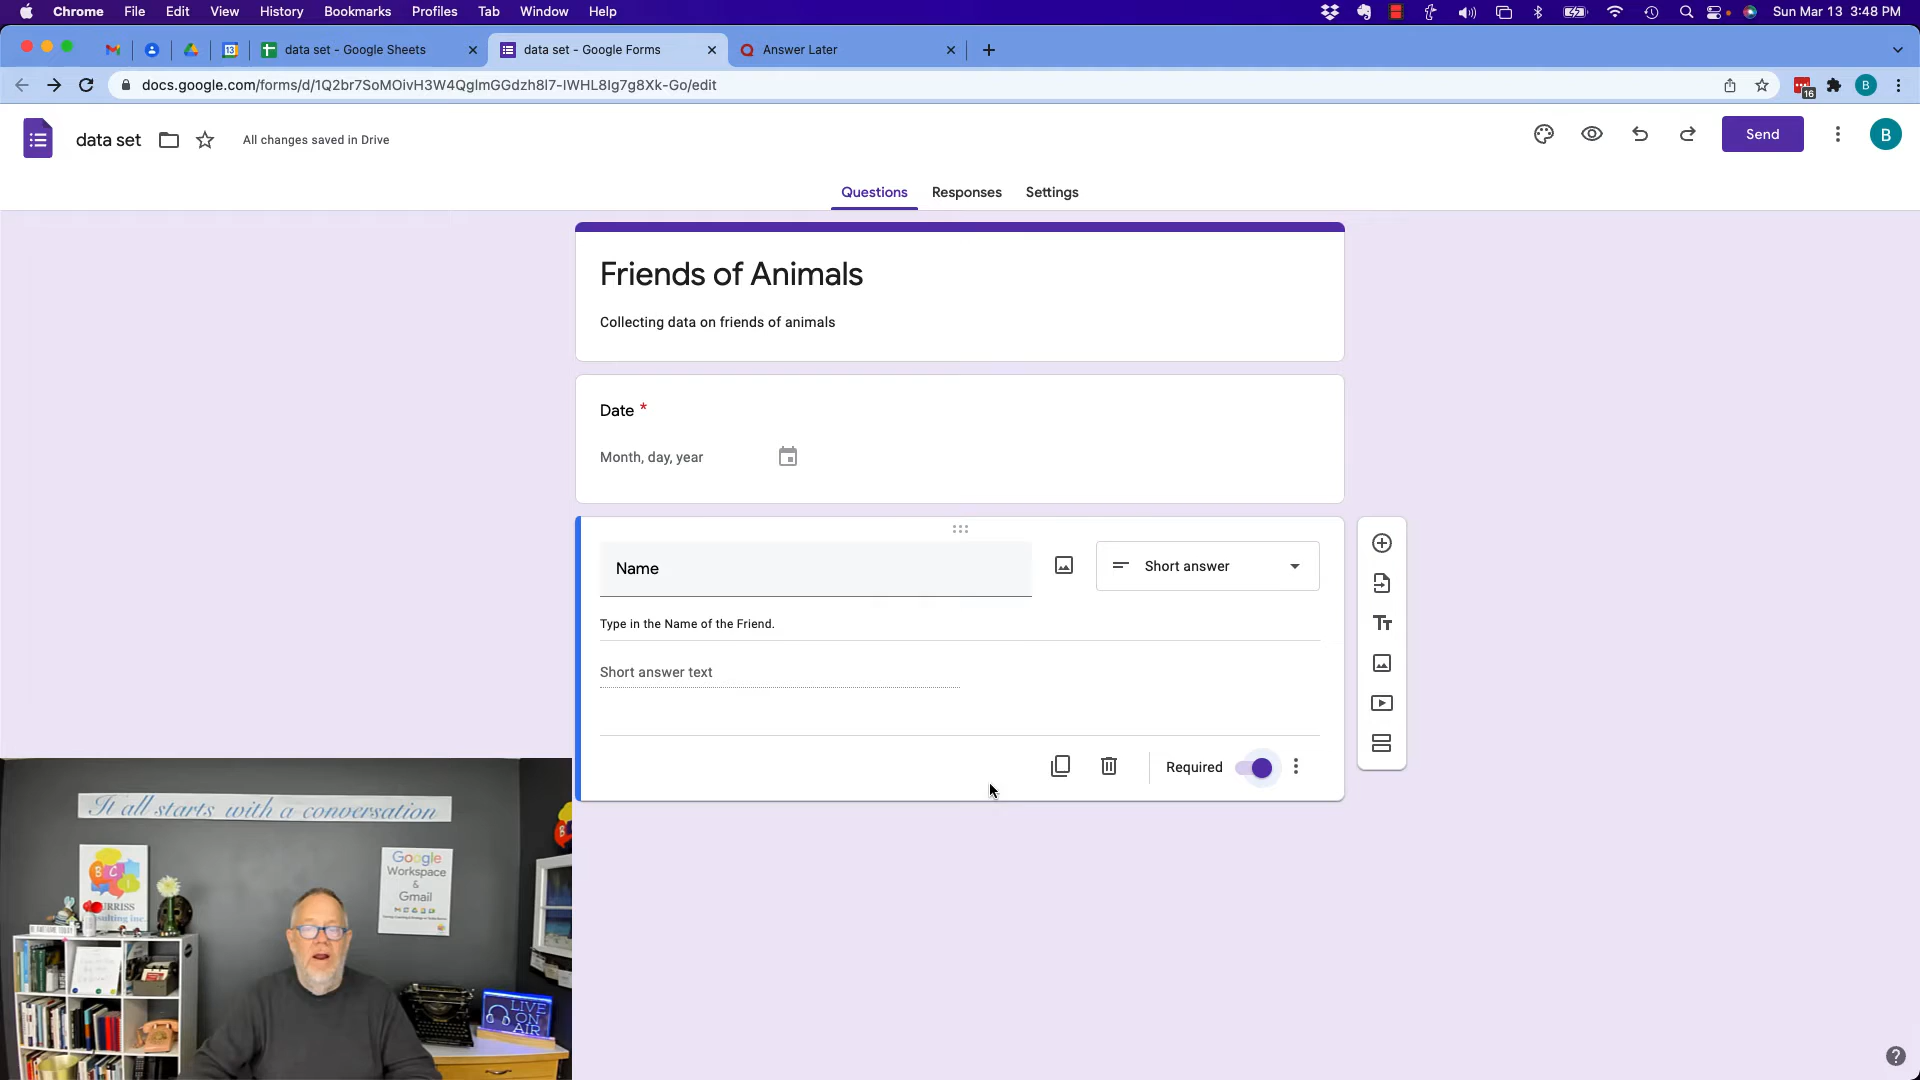 Chrome File Edit View History Bookmarks Profiles Tab Window Help
Sun Mar 13 3:48 PM
13
data set - Google Sheets
data set - Google Forms
Answer Later
docs.google.com/forms/d/1Q2br7SoMOivH3W4QglmGGdzh8l7-IWHL8Ig7g8Xk-Go/edit
16
B
data set
All changes saved in Drive
Send
B
Questions Responses Settings
Friends of Animals
Collecting data on friends of animals
Date *
Month, day, year
Name
Short answer
Type in the Name of the Friend.
Short answer text
Required
It all starts with a conversation
B C I
Google
Workspace
&
Gmail
LIVE
ON
AIR